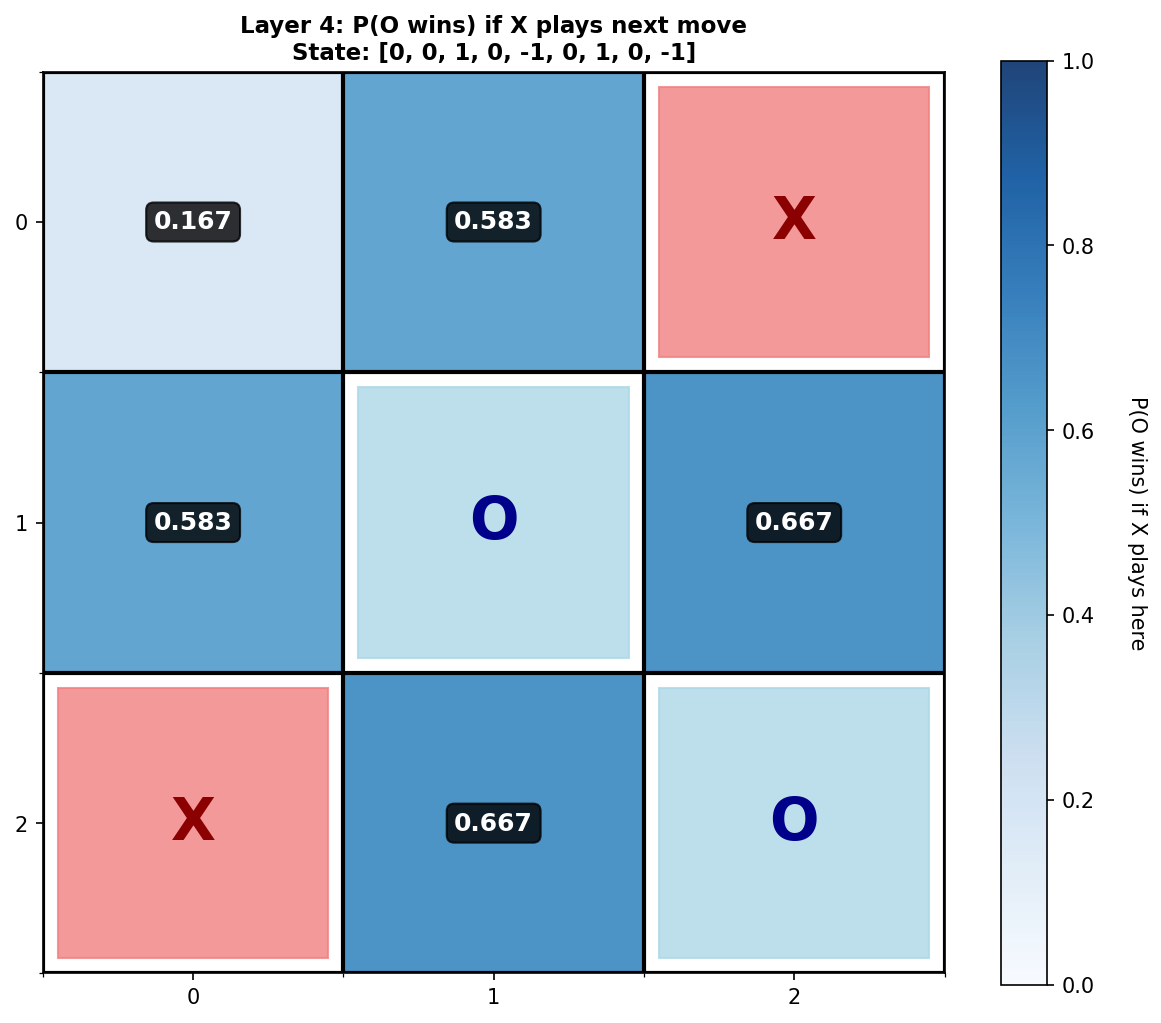 Layer 4: P(O wins) if X plays next move
State: [0, 0, 1, 0, -1, 0, 1, 0, -1]
0
0.167
0.583
X
1
0.583
O
0.667
2
X
0.667
O
0
1
2
1.0
0.8
0.6
0.4
0.2
0.0
P(O wins) if X plays here